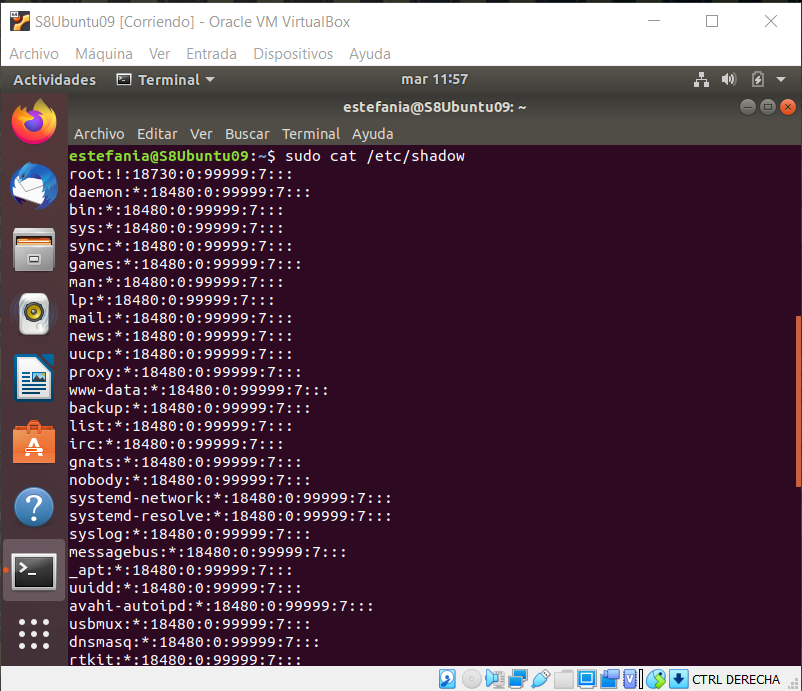 S8Ubuntu09 [Corriendo] - Oracle VM VirtualBox
Archivo Máquina Ver Entrada Dispositivos Ayuda
Actividades Terminal mar 11:57
estefania@S8Ubuntu09: ~
Archivo Editar Ver Buscar Terminal Ayuda
estefania@S8Ubuntu09:~$ sudo cat /etc/shadow
root:!:18730:0:99999:7:::
daemon:*:18480:0:99999:7:::
bin:*:18480:0:99999:7:::
sys:*:18480:0:99999:7:::
sync:*:18480:0:99999:7:::
games:*:18480:0:99999:7:::
man:*:18480:0:99999:7:::
lp:*:18480:0:99999:7:::
mail:*:18480:0:99999:7:::
news:*:18480:0:99999:7:::
uucp:*:18480:0:99999:7:::
proxy:*:18480:0:99999:7:::
www-data:*:18480:0:99999:7:::
backup:*:18480:0:99999:7:::
list:*:18480:0:99999:7:::
irc:*:18480:0:99999:7:::
gnats:*:18480:0:99999:7:::
nobody:*:18480:0:99999:7:::
systemd-network:*:18480:0:99999:7:::
systemd-resolve:*:18480:0:99999:7:::
syslog:*:18480:0:99999:7:::
messagebus:*:18480:0:99999:7:::
_apt:*:18480:0:99999:7:::
uuidd:*:18480:0:99999:7:::
avahi-autoipd:*:18480:0:99999:7:::
usbmux:*:18480:0:99999:7:::
dnsmasq:*:18480:0:99999:7:::
rtkit:*:18480:0:99999:7:::
CTRL DERECHA